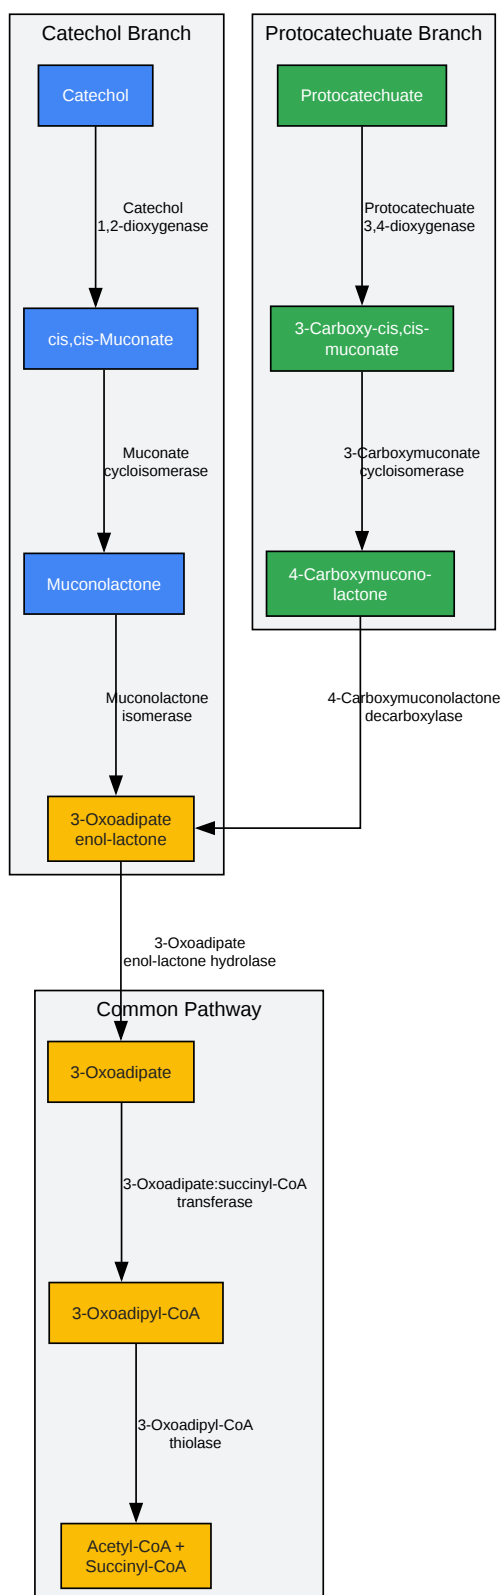 Catechol Branch
Catechol
Catechol
1,2-dioxygenase
cis,cis-Muconate
Muconate
cycloisomerase
Muconolactone
Muconolactone
isomerase
3-Oxoadipate
enol-lactone
Protocatechuate Branch
Protocatechuate
Protocatechuate
3,4-dioxygenase
3-Carboxy-cis,cis-
muconate
3-Carboxymuconate
cycloisomerase
4-Carboxymucono-
lactone
4-Carboxymuconolactone
decarboxylase
3-Oxoadipate
enol-lactone hydrolase
Common Pathway
3-Oxoadipate
3-Oxoadipate:succinyl-CoA
transferase
3-Oxoadipyl-CoA
3-Oxoadipyl-CoA
thiolase
Acetyl-CoA +
Succinyl-CoA